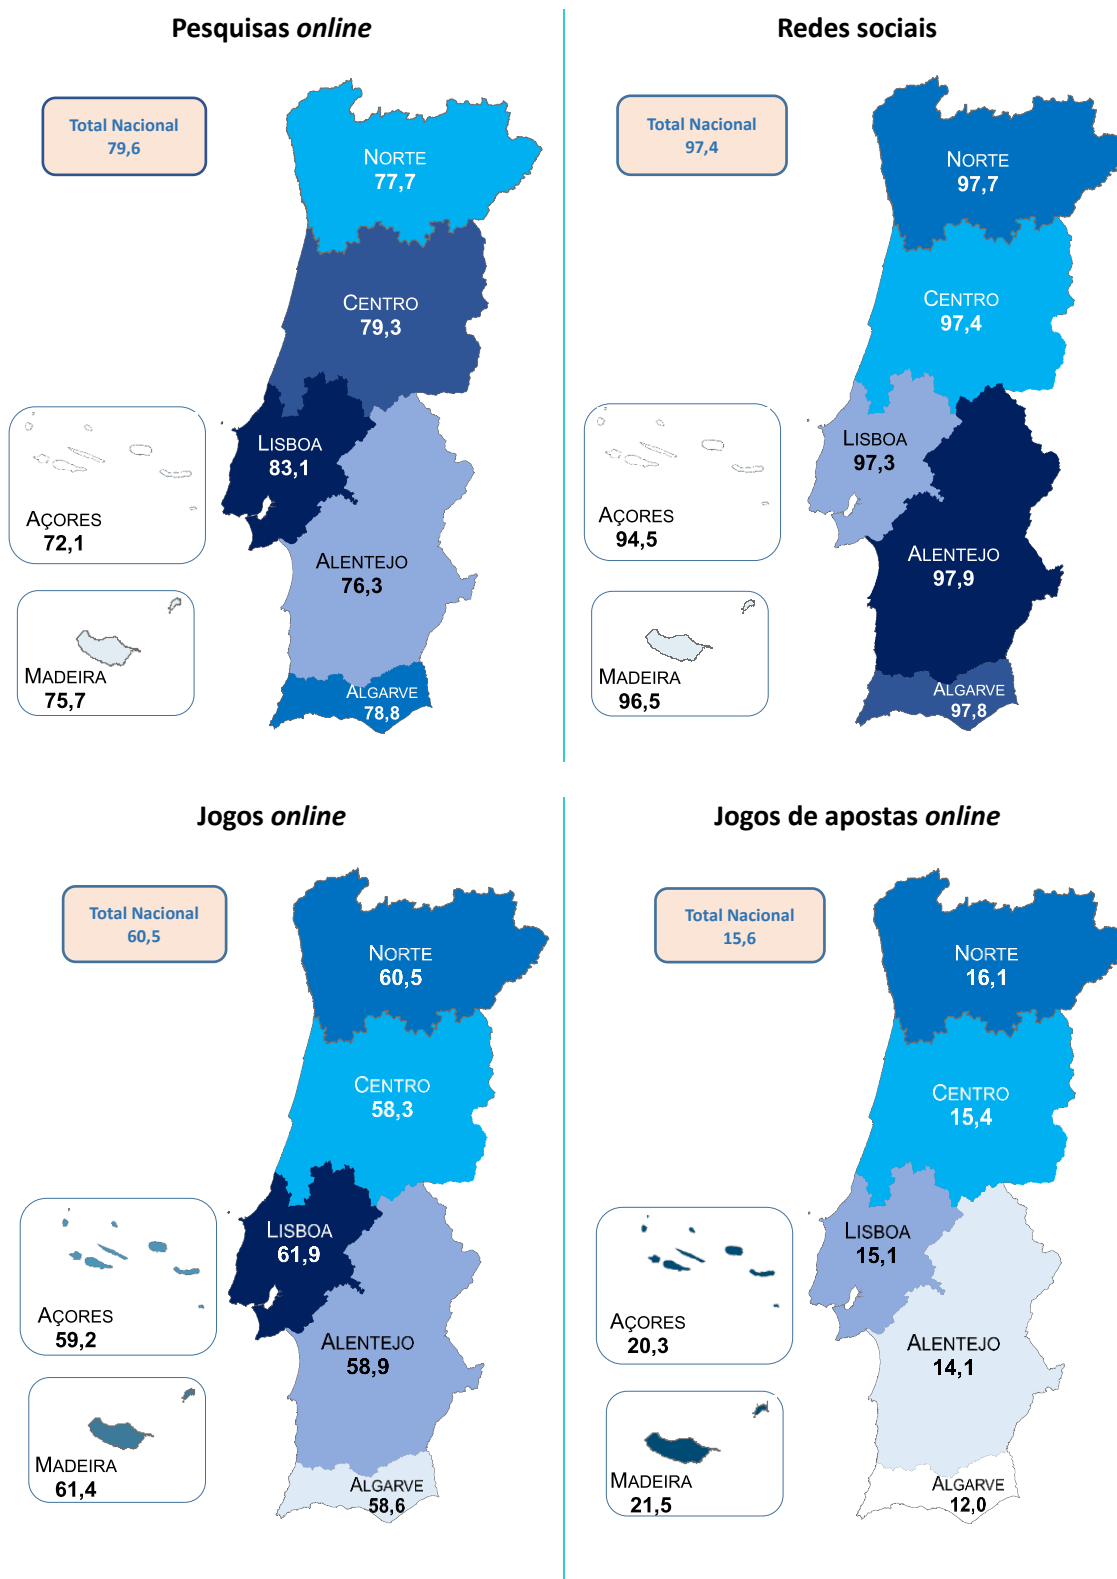 Pesquisas online
Total Nacional
79,6
NORTE
77,7
CENTRO
79,3
LISBOA
83,1
AÇORES
72,1
ALENTEJO
76,3
MADEIRA
75,7
ALGARVE
78,8
Redes sociais
Total Nacional
97,4
NORTE
97,7
CENTRO
97,4
LISBOA
97,3
AÇORES
94,5
ALENTEJO
97,9
MADEIRA
96,5
ALGARVE
97,8
Jogos online
Total Nacional
60,5
NORTE
60,5
CENTRO
58,3
LISBOA
61,9
AÇORES
59,2
ALENTEJO
58,9
MADEIRA
61,4
ALGARVE
58,6
Jogos de apostas online
Total Nacional
15,6
NORTE
16,1
CENTRO
15,4
LISBOA
15,1
AÇORES
20,3
ALENTEJO
14,1
MADEIRA
21,5
ALGARVE
12,0